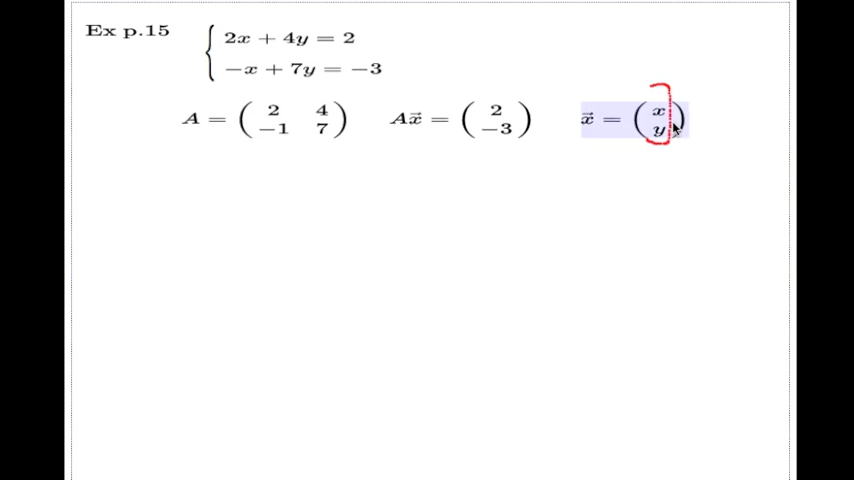 Ex p.15
{ 2x + 4y = 2
−x + 7y = −3
A = ( 2 4 −1 7 ) Ax⃗ = ( 2 −3 ) x⃗ = ( x y )